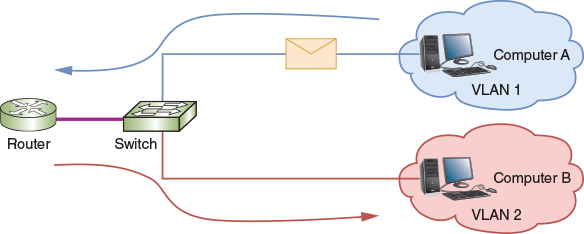 Computer A
VLAN 1
Router
Switch
Computer B
VLAN 2